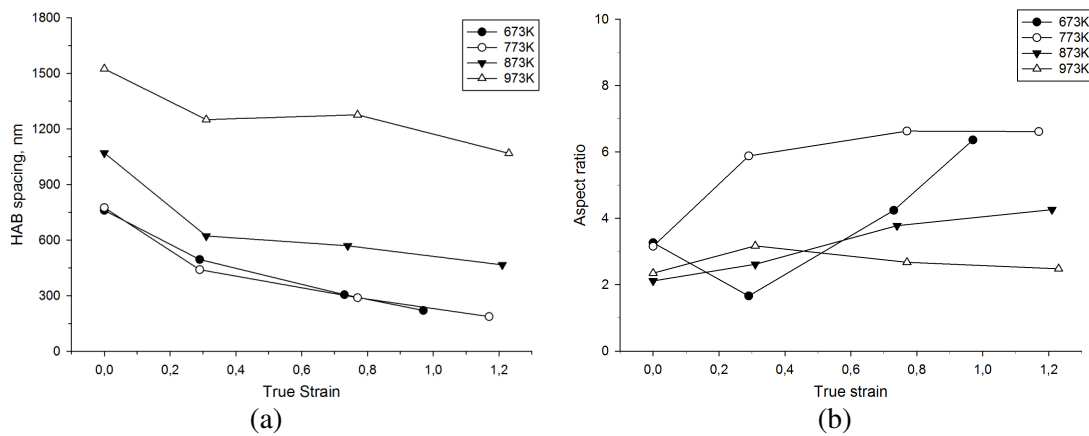 1800
1500
1200
900
600
300
0
HAB spacing, nm
0,0 0,2 0,4 0,6 0,8 1,0 1,2
True Strain
673K
773K
873K
973K
(a)
10
8
6
4
2
0
Aspect ratio
0,0 0,2 0,4 0,6 0,8 1,0 1,2
True strain
673K
773K
873K
973K
(b)